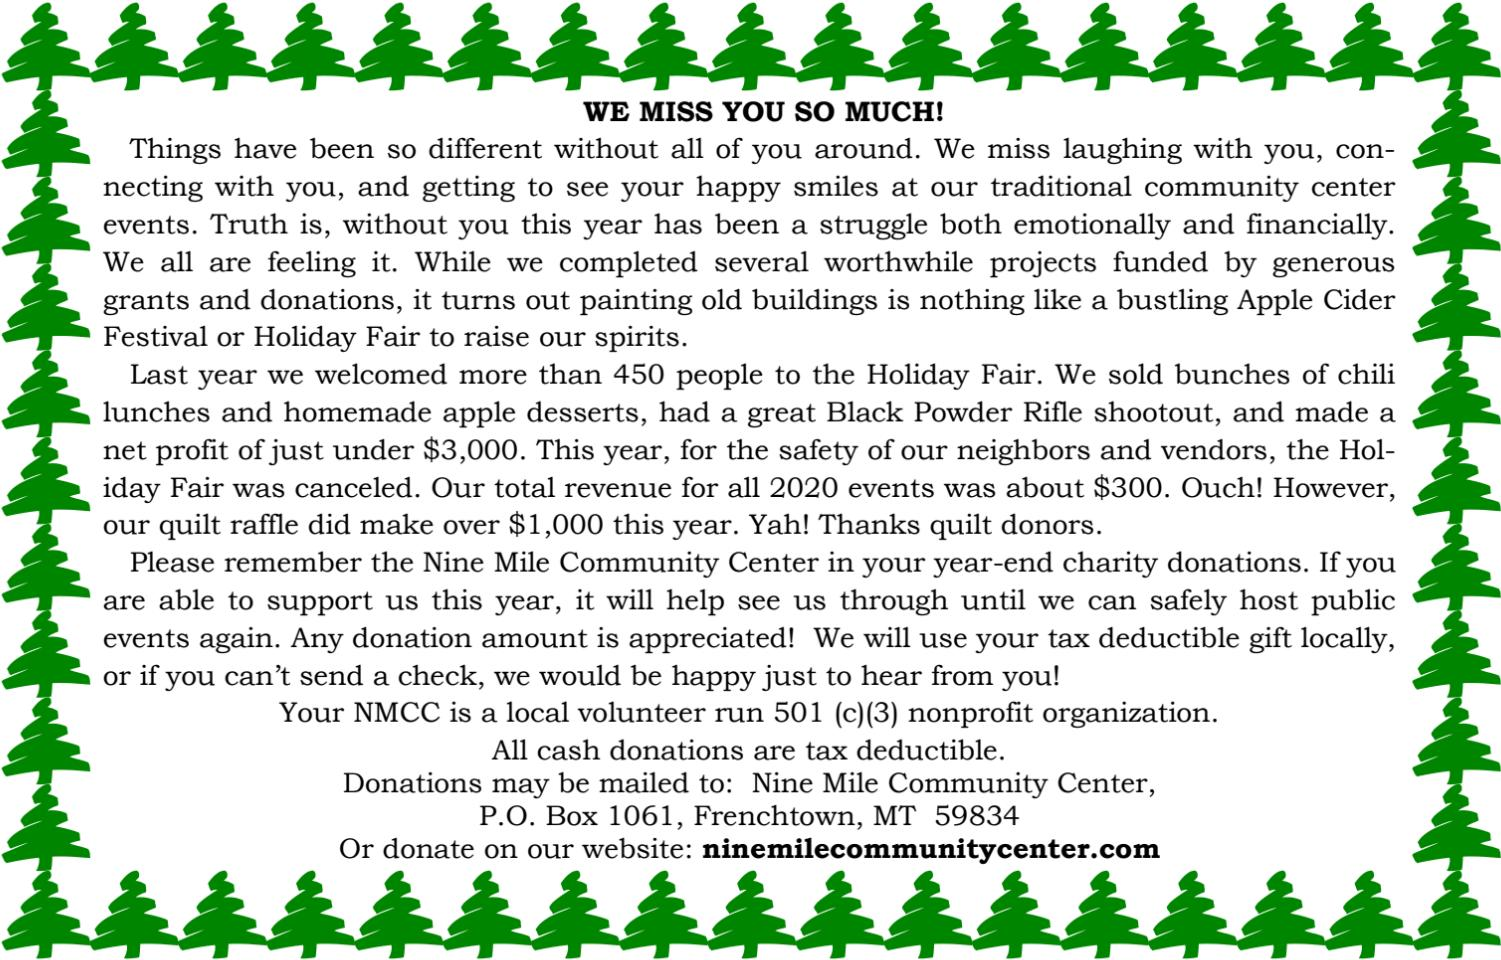 WE MISS YOU SO MUCH!
Things have been so different without all of you around. We miss laughing with you, con-
necting with you, and getting to see your happy smiles at our traditional community center
events. Truth is, without you this year has been a struggle both emotionally and financially.
We all are feeling it. While we completed several worthwhile projects funded by generous
grants and donations, it turns out painting old buildings is nothing like a bustling Apple Cider
Festival or Holiday Fair to raise our spirits.
Last year we welcomed more than 450 people to the Holiday Fair. We sold bunches of chili
lunches and homemade apple desserts, had a great Black Powder Rifle shootout, and made a
net profit of just under $3,000. This year, for the safety of our neighbors and vendors, the Hol-
iday Fair was canceled. Our total revenue for all 2020 events was about $300. Ouch! However,
our quilt raffle did make over $1,000 this year. Yah! Thanks quilt donors.
Please remember the Nine Mile Community Center in your year-end charity donations. If you
are able to support us this year, it will help see us through until we can safely host public
events again. Any donation amount is appreciated!  We will use your tax deductible gift locally,
or if you can’t send a check, we would be happy just to hear from you!
Your NMCC is a local volunteer run 501 (c)(3) nonprofit organization.
All cash donations are tax deductible.
Donations may be mailed to:  Nine Mile Community Center,
P.O. Box 1061, Frenchtown, MT  59834
Or donate on our website: ninemilecommunitycenter.com